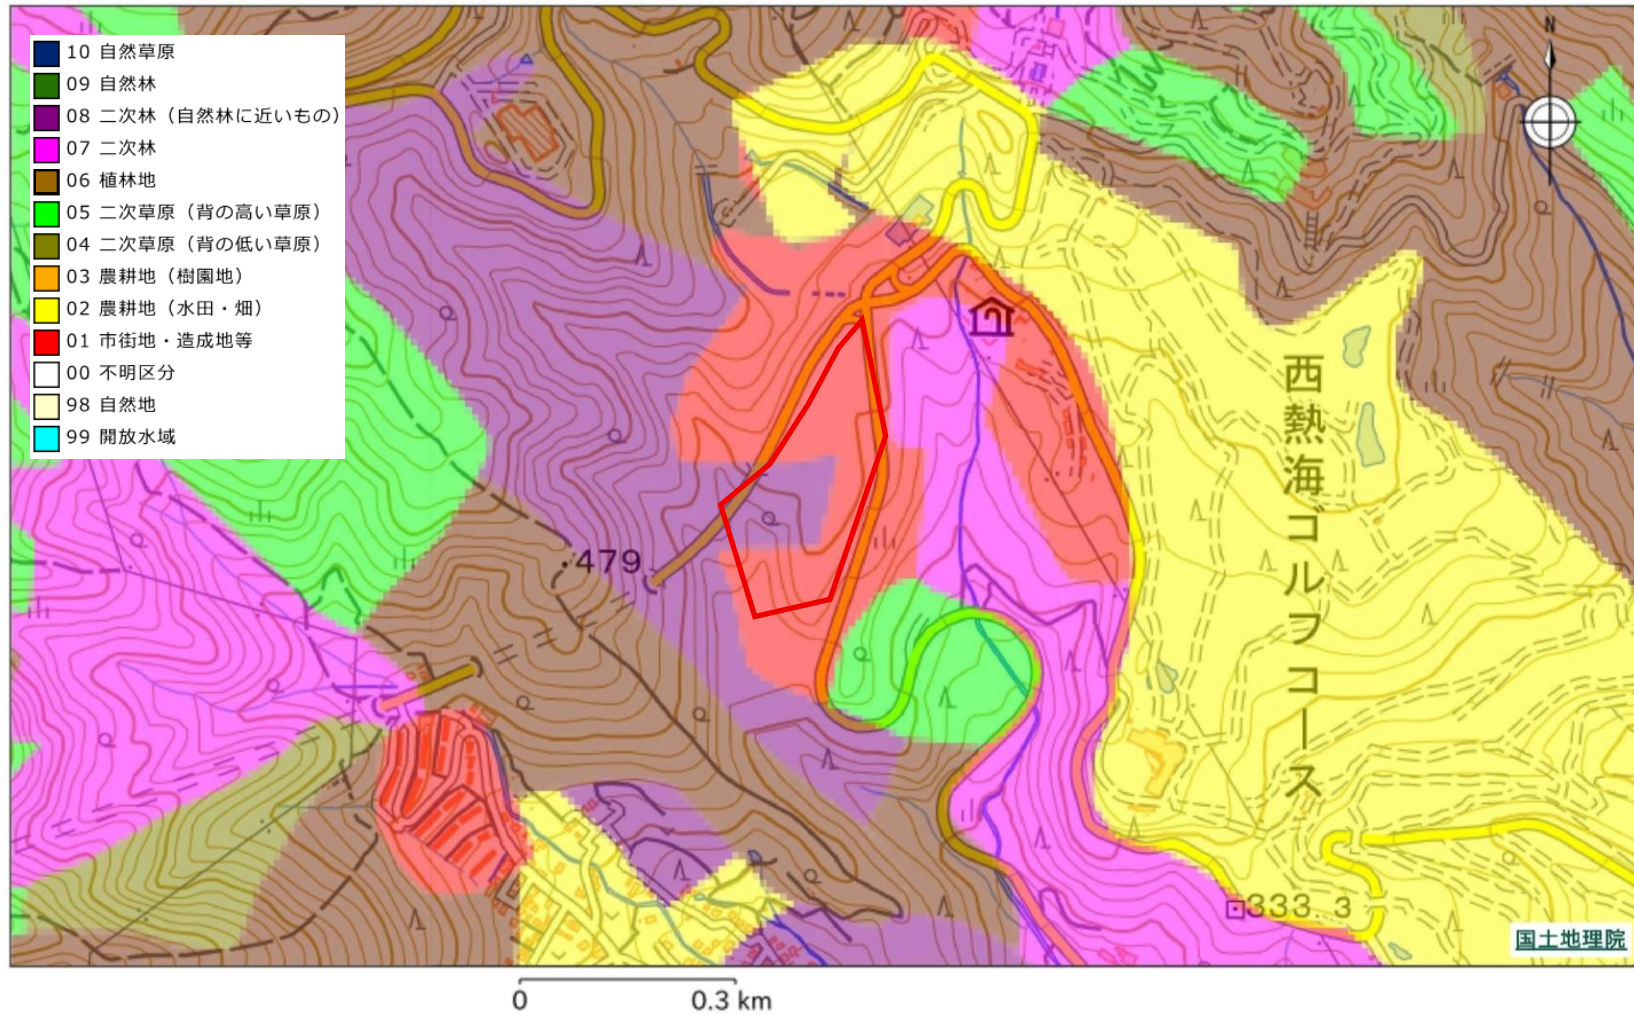 10 自然草原
09 自然林
08 二次林（自然林に近いもの）
07 二次林
06 植林地
05 二次草原（背の高い草原）
04 二次草原（背の低い草原）
03 農耕地（樹園地）
02 農耕地（水田・畑）
01 市街地・造成地等
00 不明区分
98 自然地
99 開放水域
N
西熱海ゴルフコース
479
333.3
国土地理院
0 0.3 km